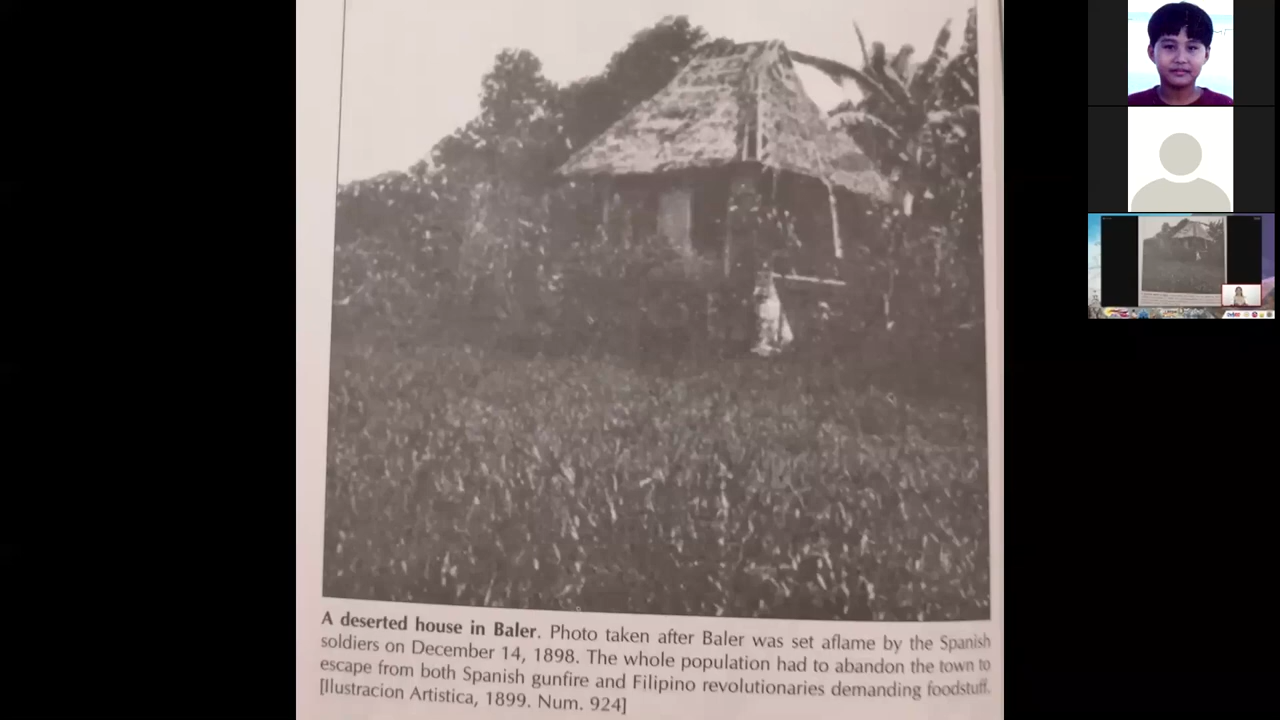 A deserted house in Baler. Photo taken after Baler was set aflame by the Spanish
soldiers on December 14, 1898. The whole population had to abandon the town to
escape from both Spanish gunfire and Filipino revolutionaries demanding foodstuff.
[Ilustracion Artistica, 1899. Num. 924]